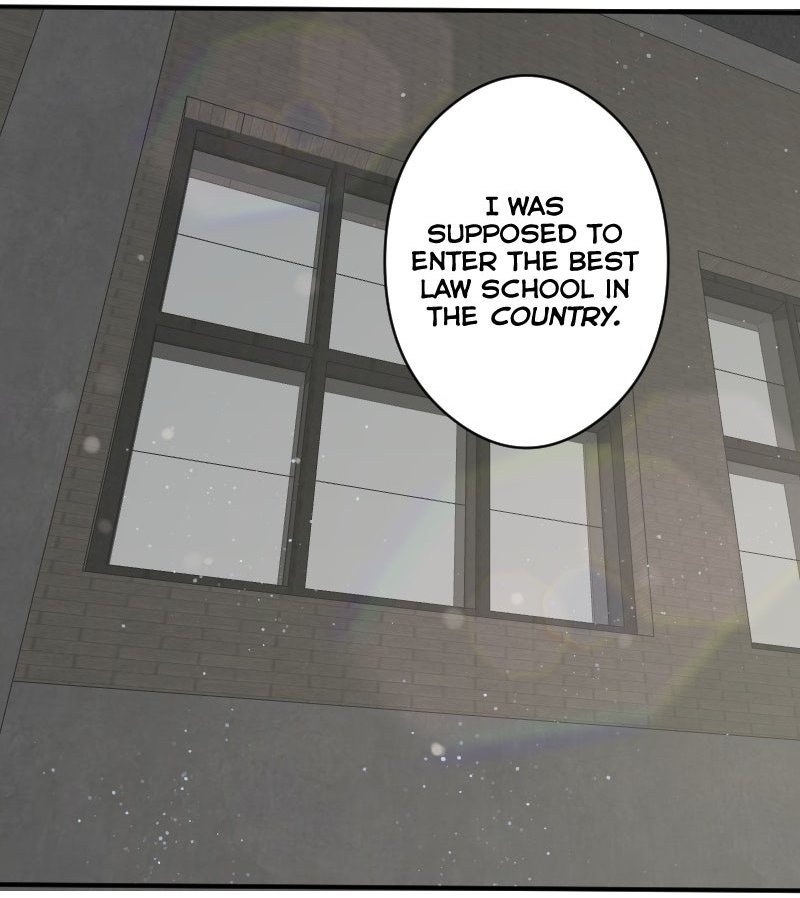 I WAS
SUPPOSED TO
ENTER THE BEST
LAW SCHOOL IN
THE COUNTRY.